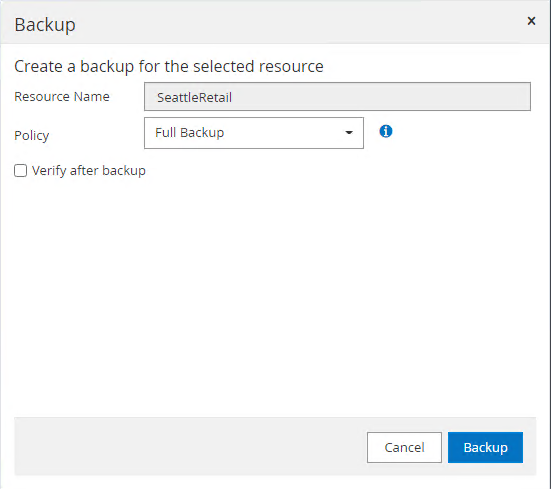 Backup
x
Create a backup for the selected resource
Resource Name SeattleRetail
Policy Full Backup i
Verify after backup
Cancel Backup